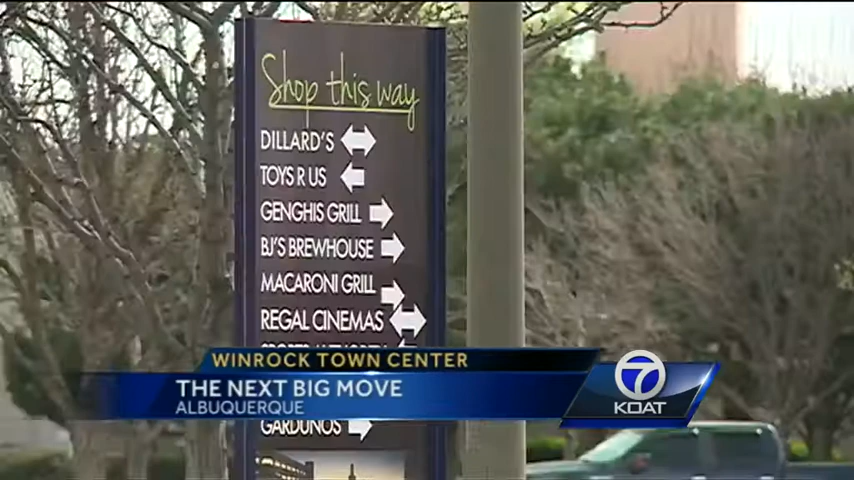 Shop this way
DILLARD'S
TOYS R US
GENGHIS GRILL
BJ'S BREWHOUSE
MACARONI GRILL
REGAL CINEMAS
WINROCK TOWN CENTER
THE NEXT BIG MOVE
ALBUQUERQUE
7
KOAT
GARDUNOS